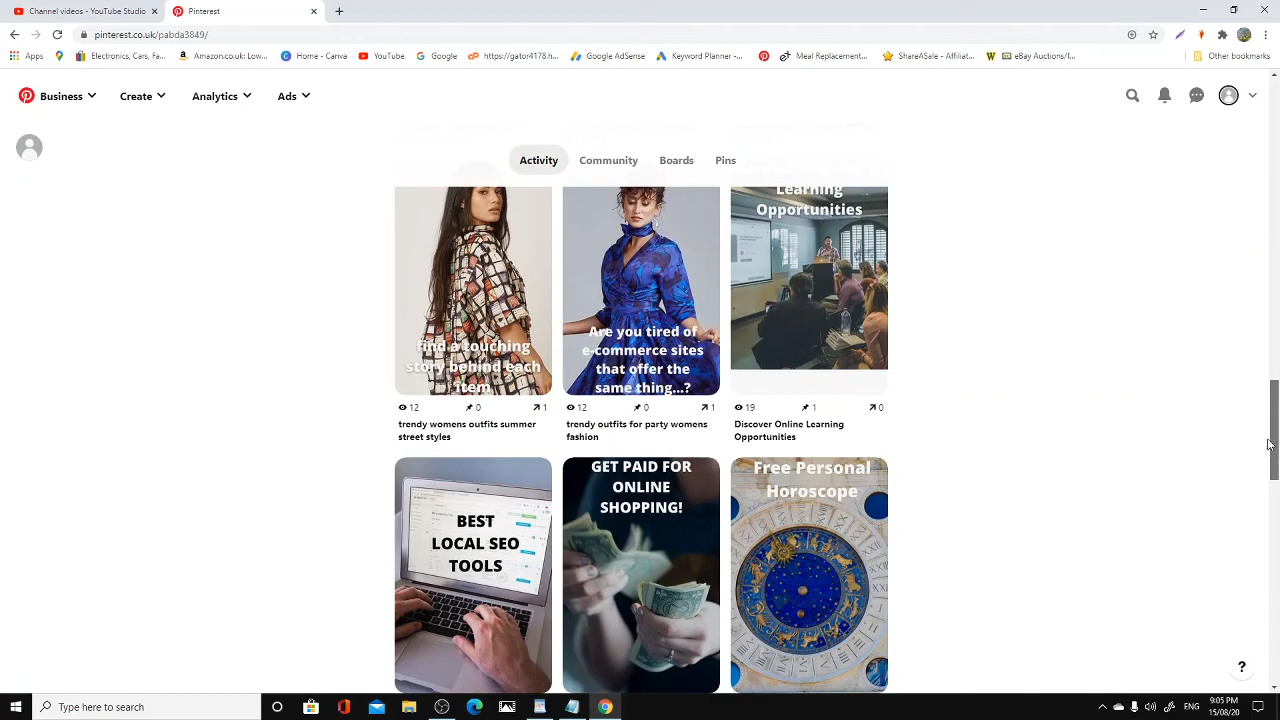 Channel videos - YouTube Studio
Pinterest
pinterest.co.uk/pabda3849/
Apps
Electronics, Cars, Fa...
Amazon.co.uk: Low...
Home - Canva
YouTube
Google
https://gator4178.h...
Google AdSense
Keyword Planner -...
Meal Replacement...
ShareASale - Affiliat...
eBay Auctions/I...
Other bookmarks
Business
Create
Analytics
Ads
Activity
Community
Boards
Pins
Find a touching
story behind each
item
12
0
1
trendy womens outfits summer
street styles
Are you tired of
e-commerce sites
that offer the
same thing...?
12
0
1
trendy outfits for party womens
fashion
Learning
Opportunities
19
1
0
Discover Online Learning
Opportunities
BEST
LOCAL SEO
TOOLS
GET PAID FOR
ONLINE
SHOPPING!
Free Personal
Horoscope
?
Type here to search
9:05 PM
15/08/20